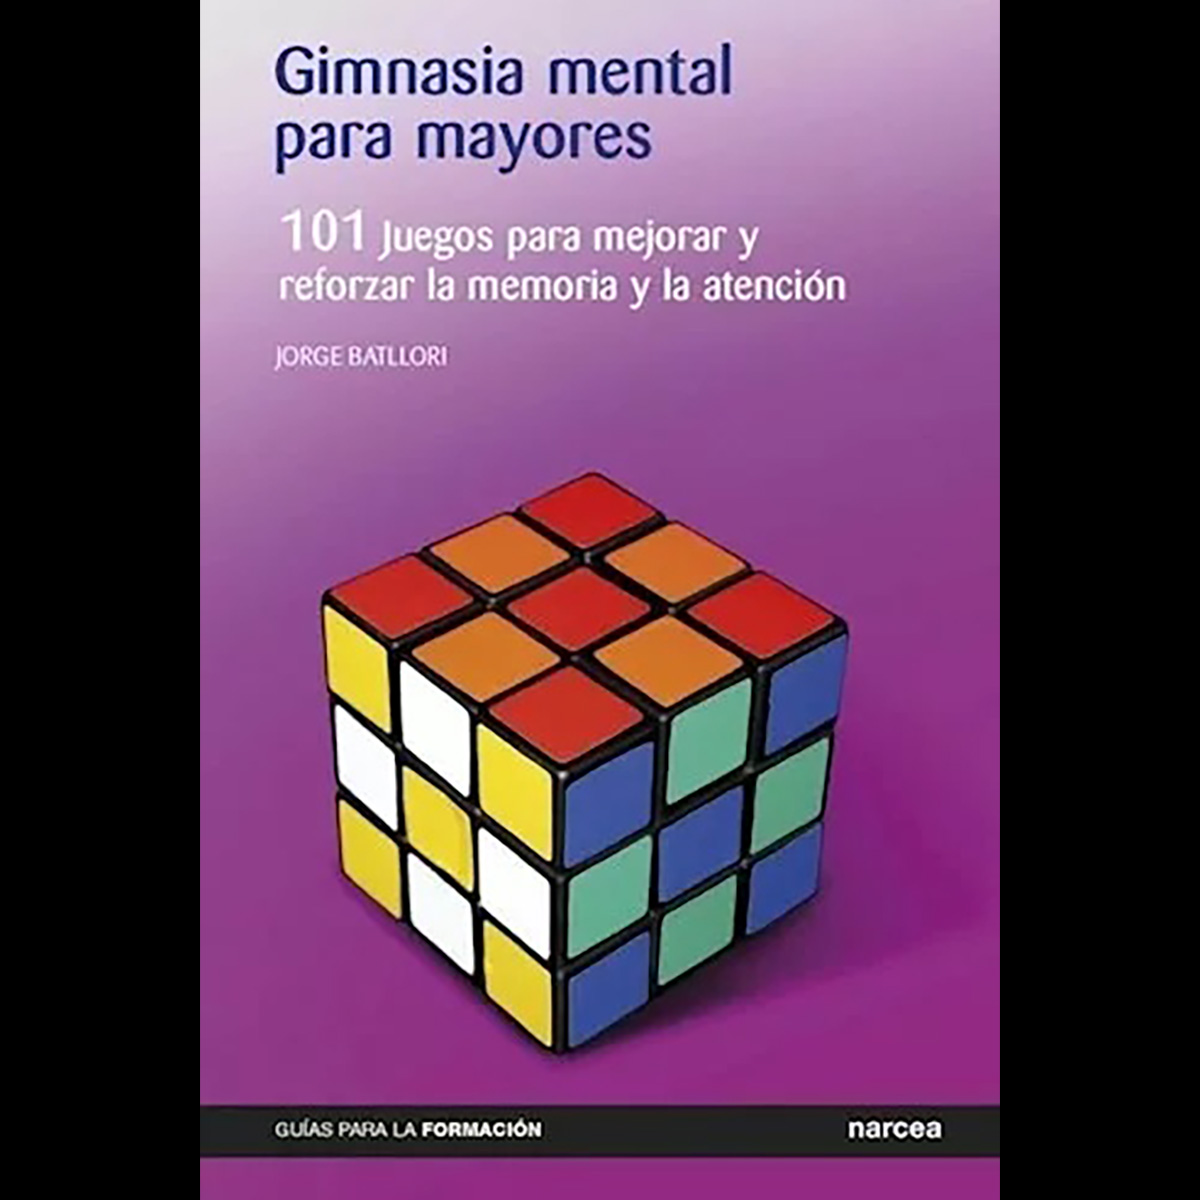 Gimnasia mental
para mayores
101 Juegos para mejorar y
reforzar la memoria y la atención
JORGE BATLLORI
GUÍAS PARA LA FORMACIÓN
narcea